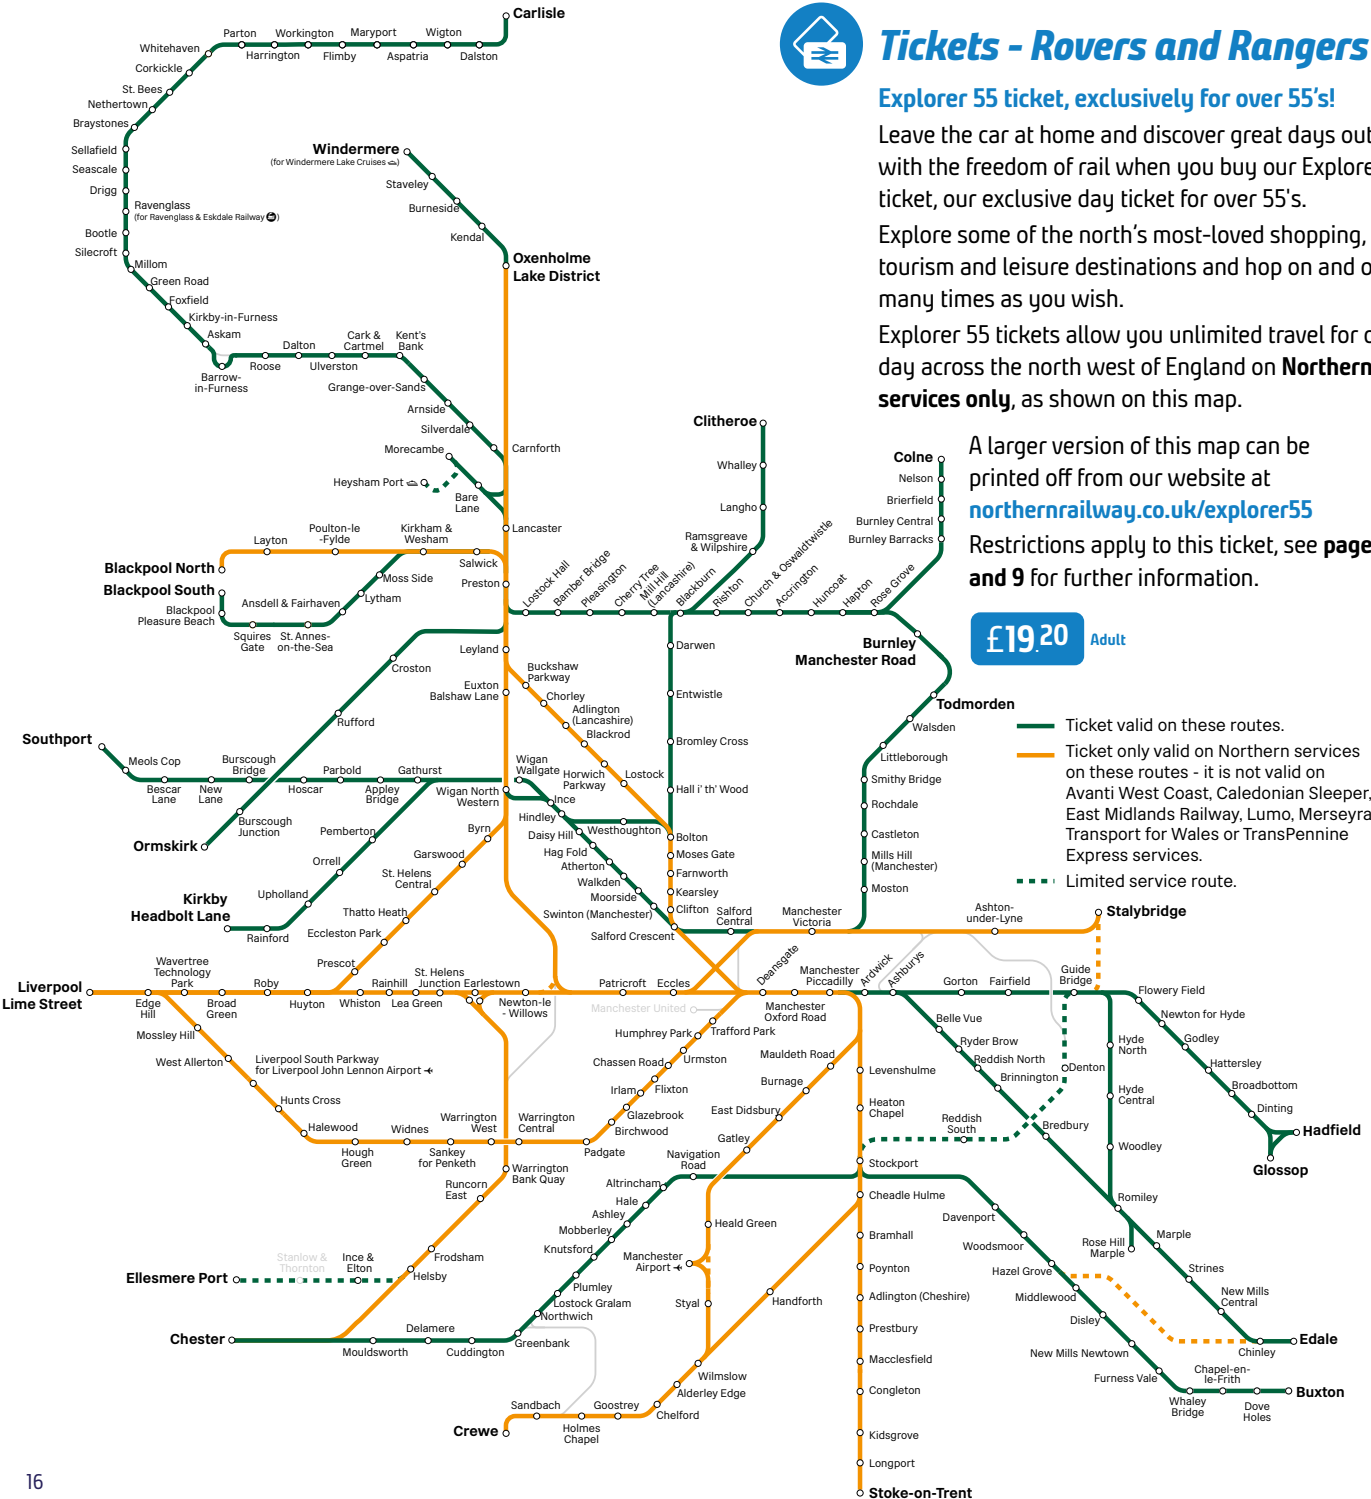 Tickets - Rovers and Rangers
Explorer 55 ticket, exclusively for over 55's!
Leave the car at home and discover great days out
with the freedom of rail when you buy our Explore
ticket, our exclusive day ticket for over 55's.
Explore some of the north's most-loved shopping,
tourism and leisure destinations and hop on and o
many times as you wish.
Explorer 55 tickets allow you unlimited travel for o
day across the north west of England on Northern
services only, as shown on this map.
A larger version of this map can be
printed off from our website at
northernrailway.co.uk/explorer55
Restrictions apply to this ticket, see page
and 9 for further information.
£19.20 Adult
Ticket valid on these routes.
Ticket only valid on Northern services
on these routes - it is not valid on
Avanti West Coast, Caledonian Sleeper,
East Midlands Railway, Lumo, Merseyra
Transport for Wales or TransPennine
Express services.
Limited service route.
Carlisle
Dalston
Wigton
Aspatria
Maryport
Flimby
Workington
Harrington
Parton
Whitehaven
Corkickle
St. Bees
Nethertown
Braystones
Sellafield
Seascale
Drigg
Ravenglass
(for Ravenglass & Eskdale Railway)
Bootle
Silecroft
Millom
Green Road
Foxfield
Kirkby-in-Furness
Askam
Barrow-
in-Furness
Roose
Dalton
Ulverston
Cark &
Cartmel
Kent's
Bank
Grange-over-Sands
Arnside
Silverdale
Carnforth
Windermere
(for Windermere Lake Cruises)
Staveley
Burneside
Kendal
Oxenholme
Lake District
Morecambe
Heysham Port
Bare
Lane
Lancaster
Blackpool North
Layton
Poulton-le
-Fylde
Kirkham &
Wesham
Salwick
Preston
Blackpool South
Blackpool
Pleasure Beach
Squires
Gate
St. Annes-
on-the-Sea
Ansdell & Fairhaven
Lytham
Moss Side
Lostock Hall
Bamber Bridge
Pleasington
Cherry Tree
Mill Hill
(Lancashire)
Blackburn
Rishton
Church & Oswaldtwistle
Accrington
Huncoat
Hapton
Rose Grove
Clitheroe
Whalley
Langho
Ramsgreave
& Wilpshire
Colne
Nelson
Brierfield
Burnley Central
Burnley Barracks
Burnley
Manchester Road
Todmorden
Walsden
Littleborough
Smithy Bridge
Rochdale
Castleton
Mills Hill
(Manchester)
Moston
Darwen
Entwistle
Bromley Cross
Hall i' th' Wood
Bolton
Moses Gate
Farnworth
Kearsley
Clifton
Leyland
Euxton
Balshaw Lane
Buckshaw
Parkway
Chorley
Adlington
(Lancashire)
Blackrod
Horwich
Parkway
Lostock
Croston
Rufford
Burscough
Junction
Ormskirk
Southport
Meols Cop
Bescar
Lane
New
Lane
Burscough
Bridge
Hoscar
Parbold
Appley
Bridge
Gathurst
Wigan
Wallgate
Wigan North
Western
Ince
Hindley
Westhoughton
Daisy Hill
Hag Fold
Atherton
Walkden
Moorside
Swinton (Manchester)
Salford Crescent
Salford
Central
Manchester
Victoria
Ashton-
under-Lyne
Stalybridge
Pemberton
Orrell
Upholland
Rainford
Kirkby
Headbolt Lane
Byrn
Garswood
St. Helens
Central
Thatto Heath
Eccleston Park
Prescot
Liverpool
Lime Street
Edge
Hill
Wavertree
Technology
Park
Broad
Green
Roby
Huyton
Whiston
Rainhill
Lea Green
St. Helens
Junction
Earlestown
Newton-le
- Willows
Patricroft
Eccles
Manchester United
Deansgate
Manchester
Oxford Road
Manchester
Piccadilly
Ardwick
Ashburys
Gorton
Fairfield
Guide
Bridge
Flowery Field
Newton for Hyde
Godley
Hattersley
Broadbottom
Dinting
Hadfield
Glossop
Mossley Hill
West Allerton
Liverpool South Parkway
for Liverpool John Lennon Airport
Hunts Cross
Halewood
Hough
Green
Widnes
Sankey
for Penketh
Warrington
West
Warrington
Central
Padgate
Birchwood
Glazebrook
Irlam
Flixton
Chassen Road
Urmston
Humphrey Park
Trafford Park
Warrington
Bank Quay
Runcorn
East
Frodsham
Helsby
Ince &
Elton
Stanlow &
Thornton
Ellesmere Port
Chester
Mouldsworth
Delamere
Cuddington
Greenbank
Northwich
Lostock Gralam
Plumley
Knutsford
Mobberley
Ashley
Hale
Altrincham
Navigation
Road
Mauldeth Road
Burnage
East Didsbury
Gatley
Heald Green
Manchester
Airport
Styal
Handforth
Wilmslow
Alderley Edge
Chelford
Goostrey
Holmes
Chapel
Sandbach
Crewe
Levenshulme
Heaton
Chapel
Stockport
Cheadle Hulme
Bramhall
Poynton
Adlington (Cheshire)
Prestbury
Macclesfield
Congleton
Kidsgrove
Longport
Stoke-on-Trent
Reddish
South
Denton
Belle Vue
Ryder Brow
Reddish North
Brinnington
Bredbury
Hyde
North
Hyde
Central
Woodley
Romiley
Rose Hill
Marple
Marple
Strines
New Mills
Central
Chinley
Edale
Davenport
Woodsmoor
Hazel Grove
Middlewood
Disley
New Mills Newtown
Furness Vale
Whaley
Bridge
Chapel-en-
le-Frith
Dove
Holes
Buxton
16